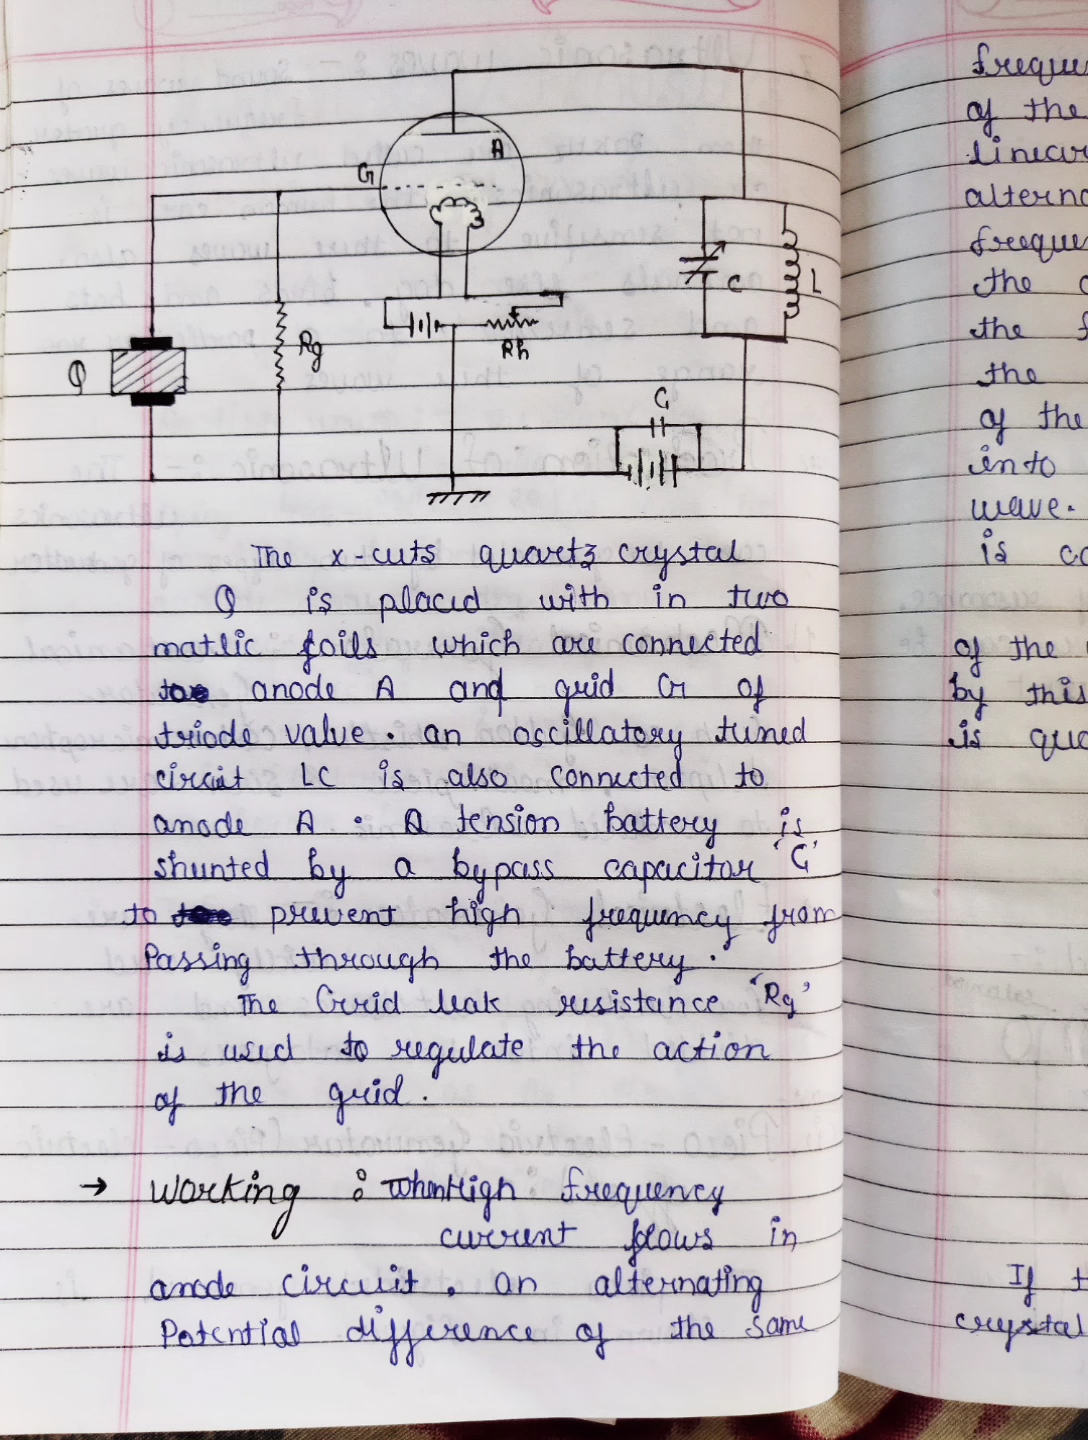 A
G
C
L
Rg
Rh
Q
C1
The x-cuts quartz crystal
Q is placed with in two
matlic foils which are connected
anode A and grid G of
triode value. an oscillatory tuned
circuit LC is also connected to
anode A. A tension battery is
shunted by a bypass capacitor 'C1'
to prevent high frequency from
Passing through the battery.
The Grid leak resistance 'Rg'
is used to regulate the action
of the grid.
→ Working : When High frequency
current flows in
anode circuit. an alternating
Potential difference of the same
of the
linear
the
the
the
of the
into
wave.
is
of the
by this
is
If
crystal